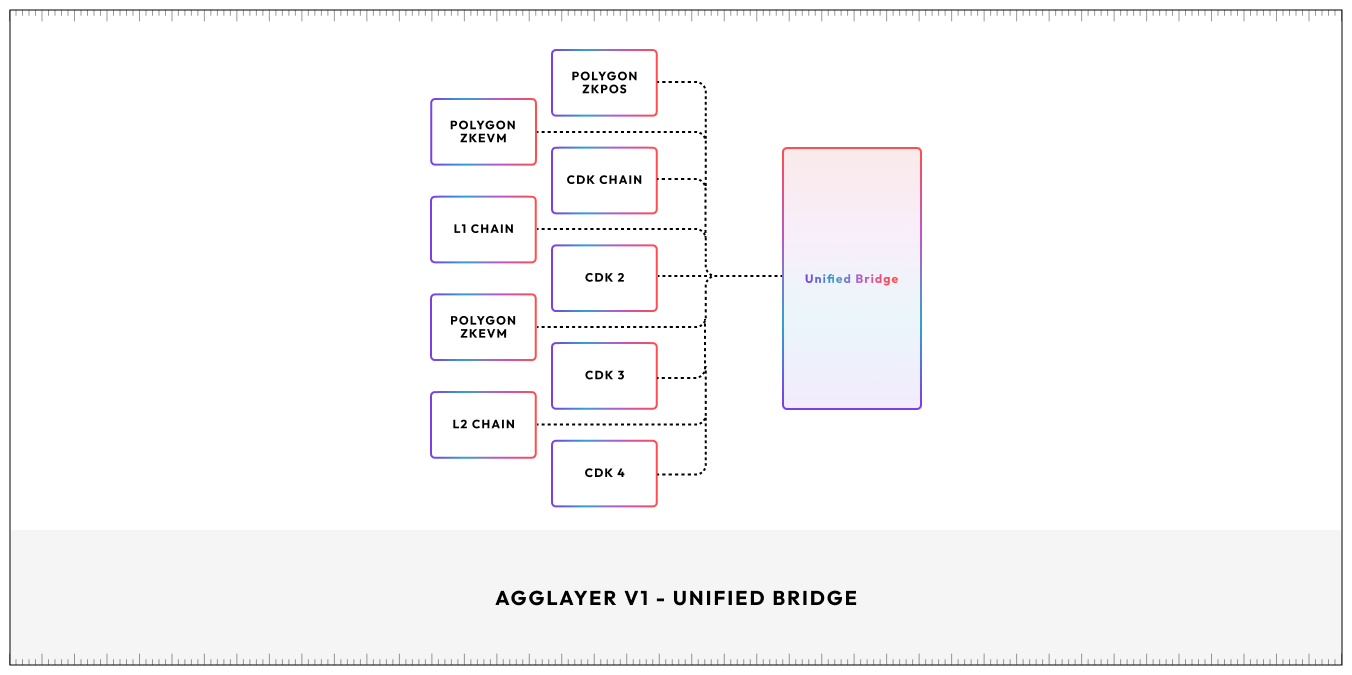 POLYGON
ZKPOS
POLYGON
ZKEVM
CDK CHAIN
L1 CHAIN
CDK 2
Unified Bridge
POLYGON
ZKEVM
CDK 3
L2 CHAIN
CDK 4
AGGLAYER V1 - UNIFIED BRIDGE